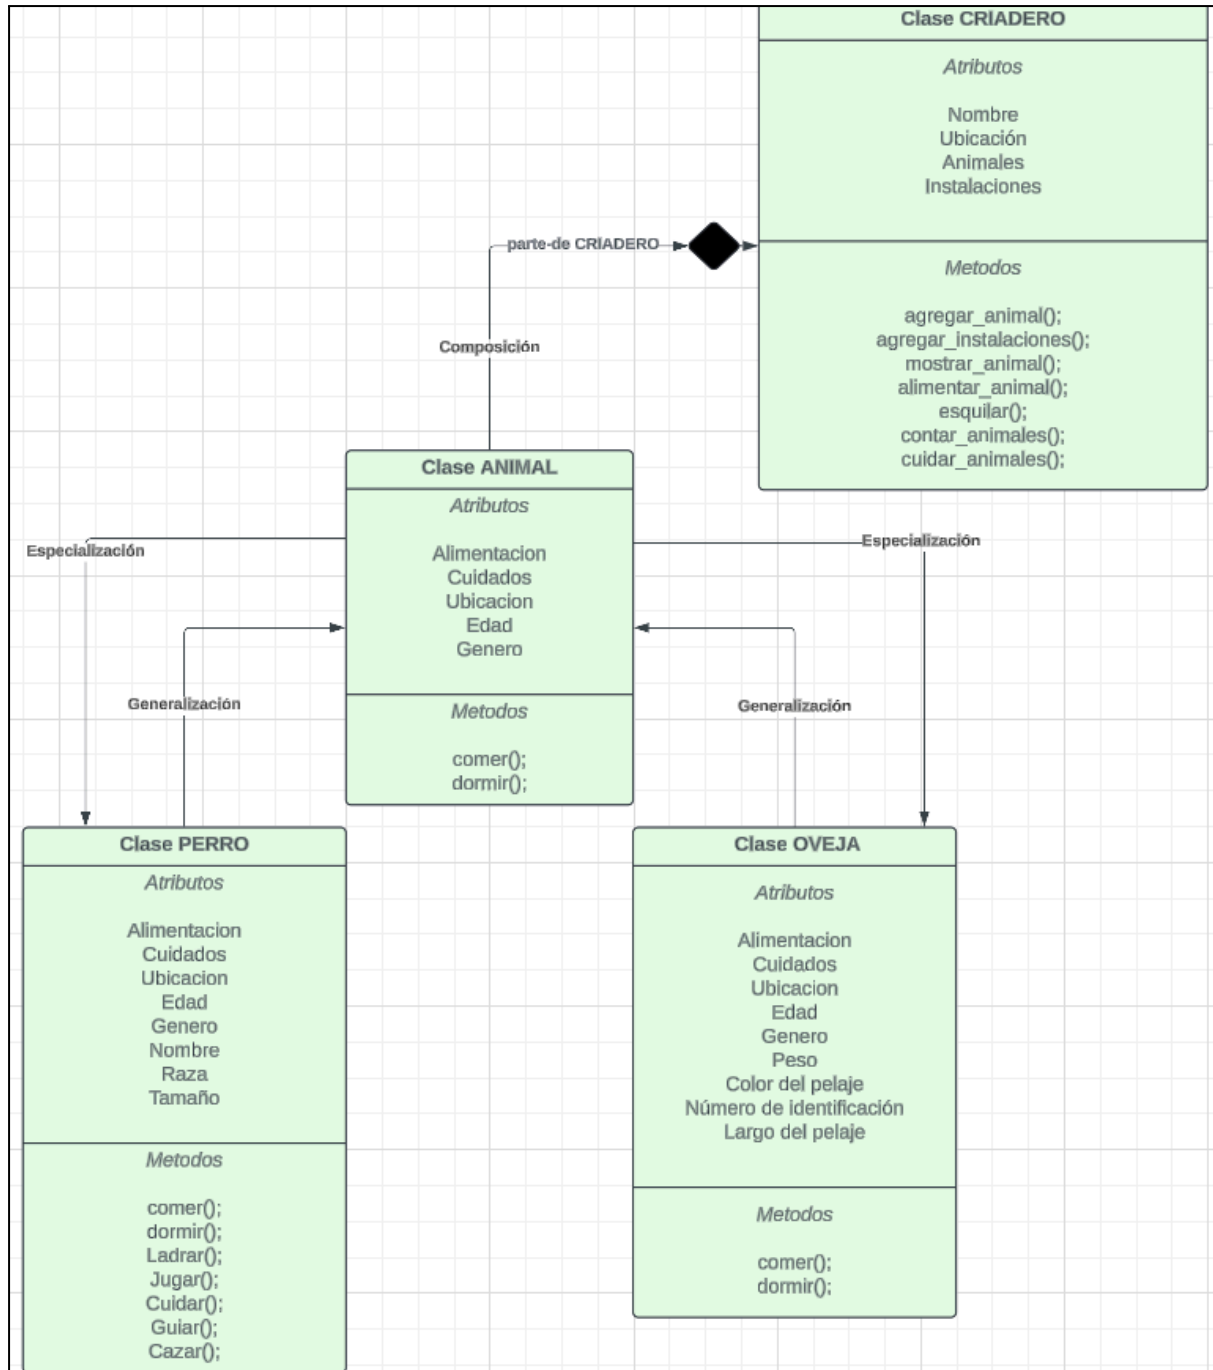 Clase CRIADERO
Atributos
Nombre
Ubicación
Animales
Instalaciones
Metodos
agregar_animal();
agregar_instalaciones();
mostrar_animal();
alimentar_animal();
esquilar();
contar_animales();
cuidar_animales();
parte-de CRIADERO
Composición
Clase ANIMAL
Atributos
Alimentacion
Cuidados
Ubicacion
Edad
Genero
Metodos
comer();
dormir();
Especialización
Generalización
Especialización
Generalización
Clase PERRO
Atributos
Alimentacion
Cuidados
Ubicacion
Edad
Genero
Nombre
Raza
Tamaño
Metodos
comer();
dormir();
Ladrar();
Jugar();
Cuidar();
Guiar();
Cazar();
Clase OVEJA
Atributos
Alimentacion
Cuidados
Ubicacion
Edad
Genero
Peso
Color del pelaje
Número de identificación
Largo del pelaje
Metodos
comer();
dormir();